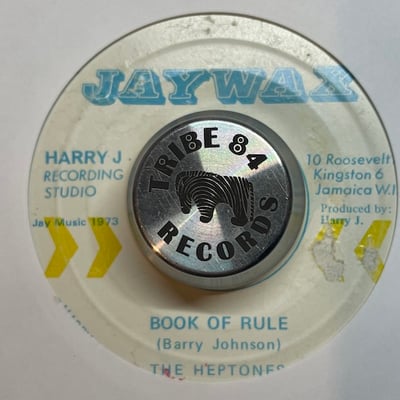 JAYWAX
HARRY J
RECORDING
STUDIO
Jay Music 1973
TRIBE 84
RECORDS
10 Roosevelt
Kingston 6
Jamaica W.I
Produced by:
Harry J.
BOOK OF RULE
(Barry Johnson)
THE HEPTONES